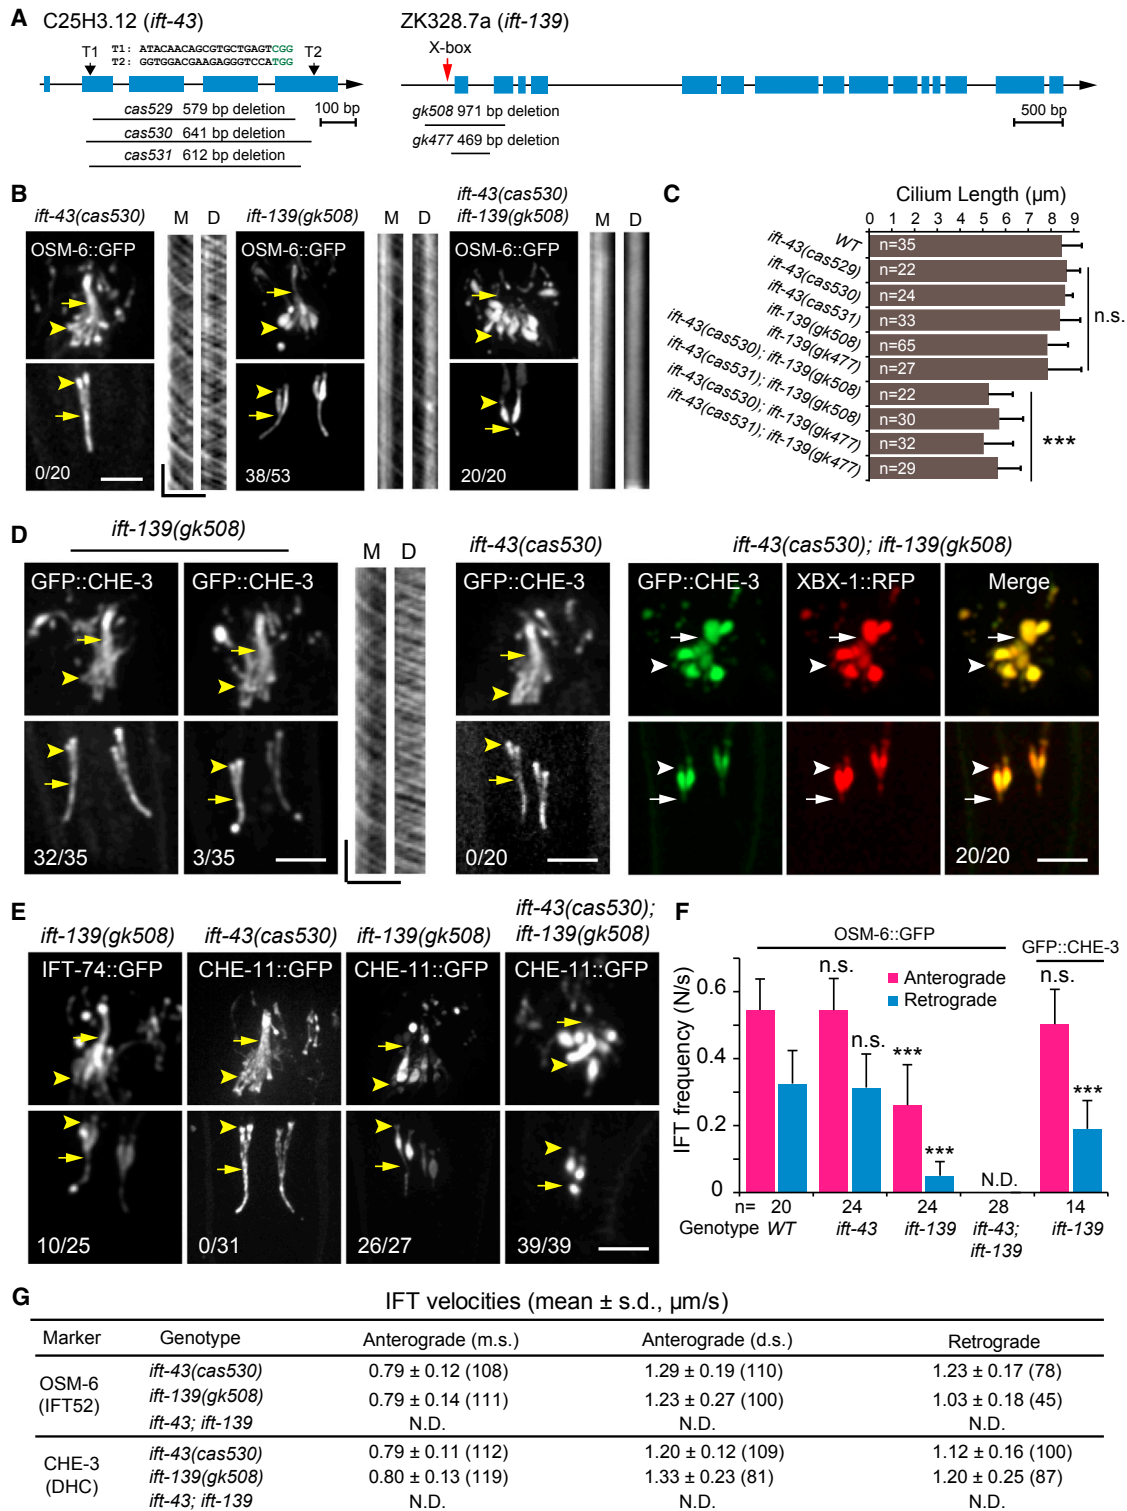 A
C25H3.12 (ift-43)
T1: ATACAACAGCGTGCTGAGTCGG
T2: GGTGGACGAAGAGGGTCCATGG
T1
T2
cas529 579 bp deletion
cas530 641 bp deletion
cas531 612 bp deletion
100 bp
ZK328.7a (ift-139)
X-box
gk508 971 bp deletion
gk477 469 bp deletion
500 bp
B
ift-43(cas530)
M D
ift-139(gk508)
M D
ift-43(cas530)
ift-139(gk508)
M D
OSM-6::GFP
OSM-6::GFP
OSM-6::GFP
0/20
38/53
20/20
C
Cilium Length (µm)
0 1 2 3 4 5 6 7 8 9
WT n=35
ift-43(cas529) n=22
ift-43(cas530) n=24
ift-43(cas531) n=33
ift-139(gk508) n=65
ift-139(gk477) n=27
ift-43(cas530); ift-139(gk508) n=22
ift-43(cas531); ift-139(gk508) n=30
ift-43(cas530); ift-139(gk477) n=32
ift-43(cas531); ift-139(gk477) n=29
n.s.
***
D
ift-139(gk508)
M D
ift-43(cas530)
ift-43(cas530); ift-139(gk508)
GFP::CHE-3
GFP::CHE-3
GFP::CHE-3
GFP::CHE-3
XBX-1::RFP
Merge
32/35
3/35
0/20
20/20
E
ift-139(gk508)
ift-43(cas530)
ift-139(gk508)
ift-43(cas530);
ift-139(gk508)
IFT-74::GFP
CHE-11::GFP
CHE-11::GFP
CHE-11::GFP
10/25
0/31
26/27
39/39
F
OSM-6::GFP
GFP::CHE-3
Anterograde
Retrograde
IFT frequency (N/s)
0.6
0.4
0.2
0
n.s.
n.s.
***
***
N.D.
n.s.
***
n= 20 24 24 28 14
Genotype WT ift-43 ift-139 ift-43; ift-139 ift-139
G
IFT velocities (mean ± s.d., µm/s)
Marker Genotype Anterograde (m.s.) Anterograde (d.s.) Retrograde
OSM-6 (IFT52)
ift-43(cas530) 0.79 ± 0.12 (108) 1.29 ± 0.19 (110) 1.23 ± 0.17 (78)
ift-139(gk508) 0.79 ± 0.14 (111) 1.23 ± 0.27 (100) 1.03 ± 0.18 (45)
ift-43; ift-139 N.D. N.D. N.D.
CHE-3 (DHC)
ift-43(cas530) 0.79 ± 0.11 (112) 1.20 ± 0.12 (109) 1.12 ± 0.16 (100)
ift-139(gk508) 0.80 ± 0.13 (119) 1.33 ± 0.23 (81) 1.20 ± 0.25 (87)
ift-43; ift-139 N.D. N.D. N.D.